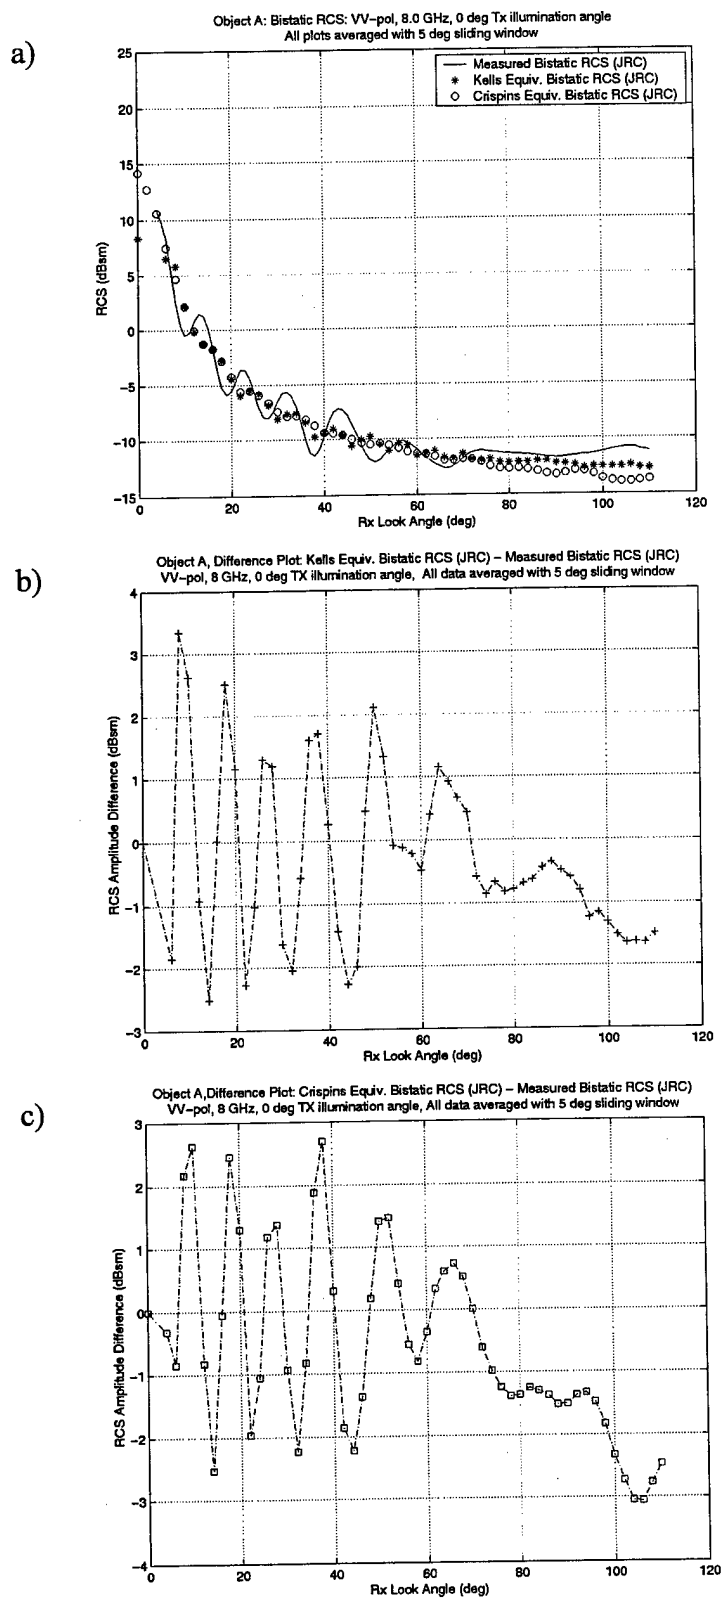 a)
Object A: Bistatic RCS: VV-pol, 8.0 GHz, 0 deg Tx illumination angle
All plots averaged with 5 deg sliding window
Measured Bistatic RCS (JRC)
Kells Equiv. Bistatic RCS (JRC)
Crispins Equiv. Bistatic RCS (JRC)
RCS (dBsm)
25
20
15
10
5
0
-5
-10
-15
0
20
40
60
80
100
120
Rx Look Angle (deg)
b)
Object A, Difference Plot: Kells Equiv. Bistatic RCS (JRC) - Measured Bistatic RCS (JRC)
VV-pol, 8 GHz, 0 deg TX illumination angle, All data averaged with 5 deg sliding window
RCS Amplitude Difference (dBsm)
4
3
2
1
0
-1
-2
-3
0
20
40
60
80
100
120
Rx Look Angle (deg)
c)
Object A,Difference Plot: Crispins Equiv. Bistatic RCS (JRC) - Measured Bistatic RCS (JRC)
VV-pol, 8 GHz, 0 deg TX illumination angle, All data averaged with 5 deg sliding window
RCS Amplitude Difference (dBsm)
3
2
1
0
-1
-2
-3
-4
0
20
40
60
80
100
120
Rx Look Angle (deg)